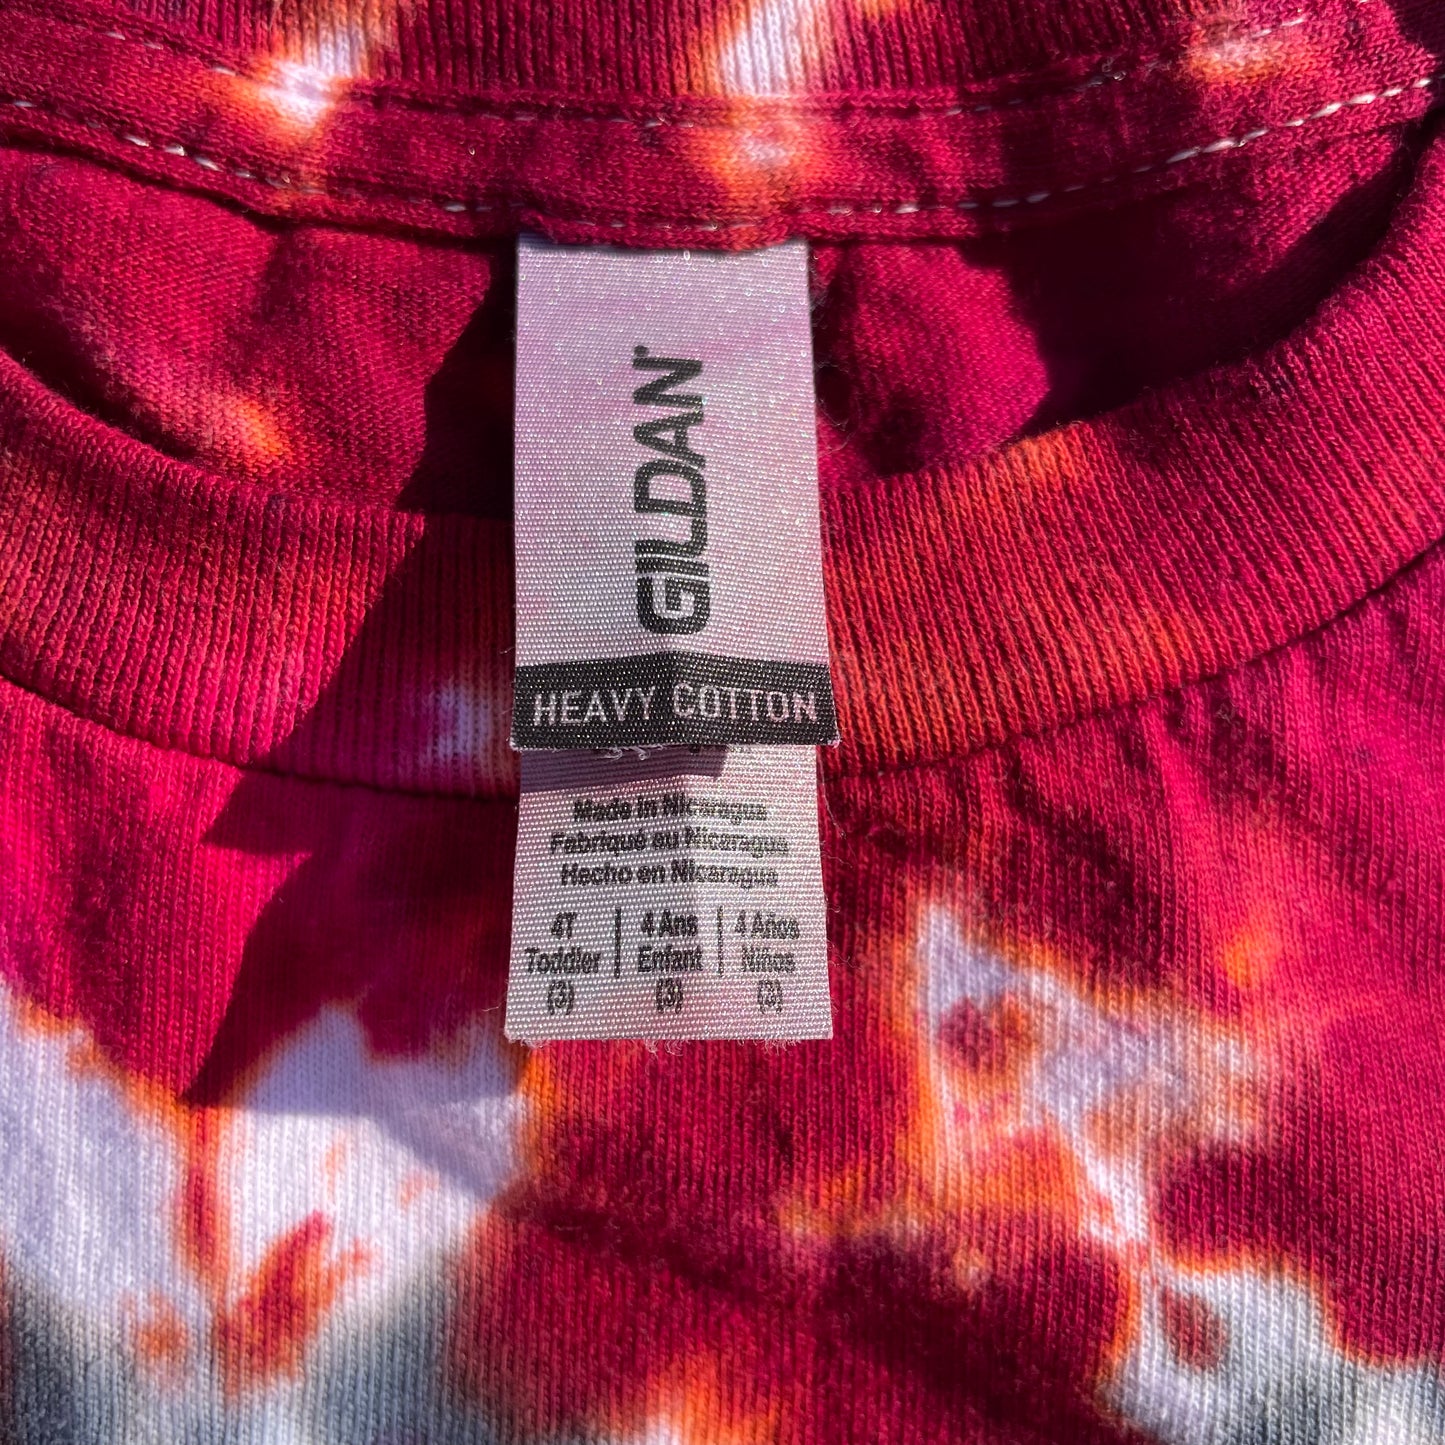 GILDAN®
HEAVY COTTON
Made in Nicaragua
Fabriqué au Nicaragua
Hecho en Nicaragua
4T | 4 Ans | 4 Años
Toddler | Enfant | Niños
(3) | (3) | (3)